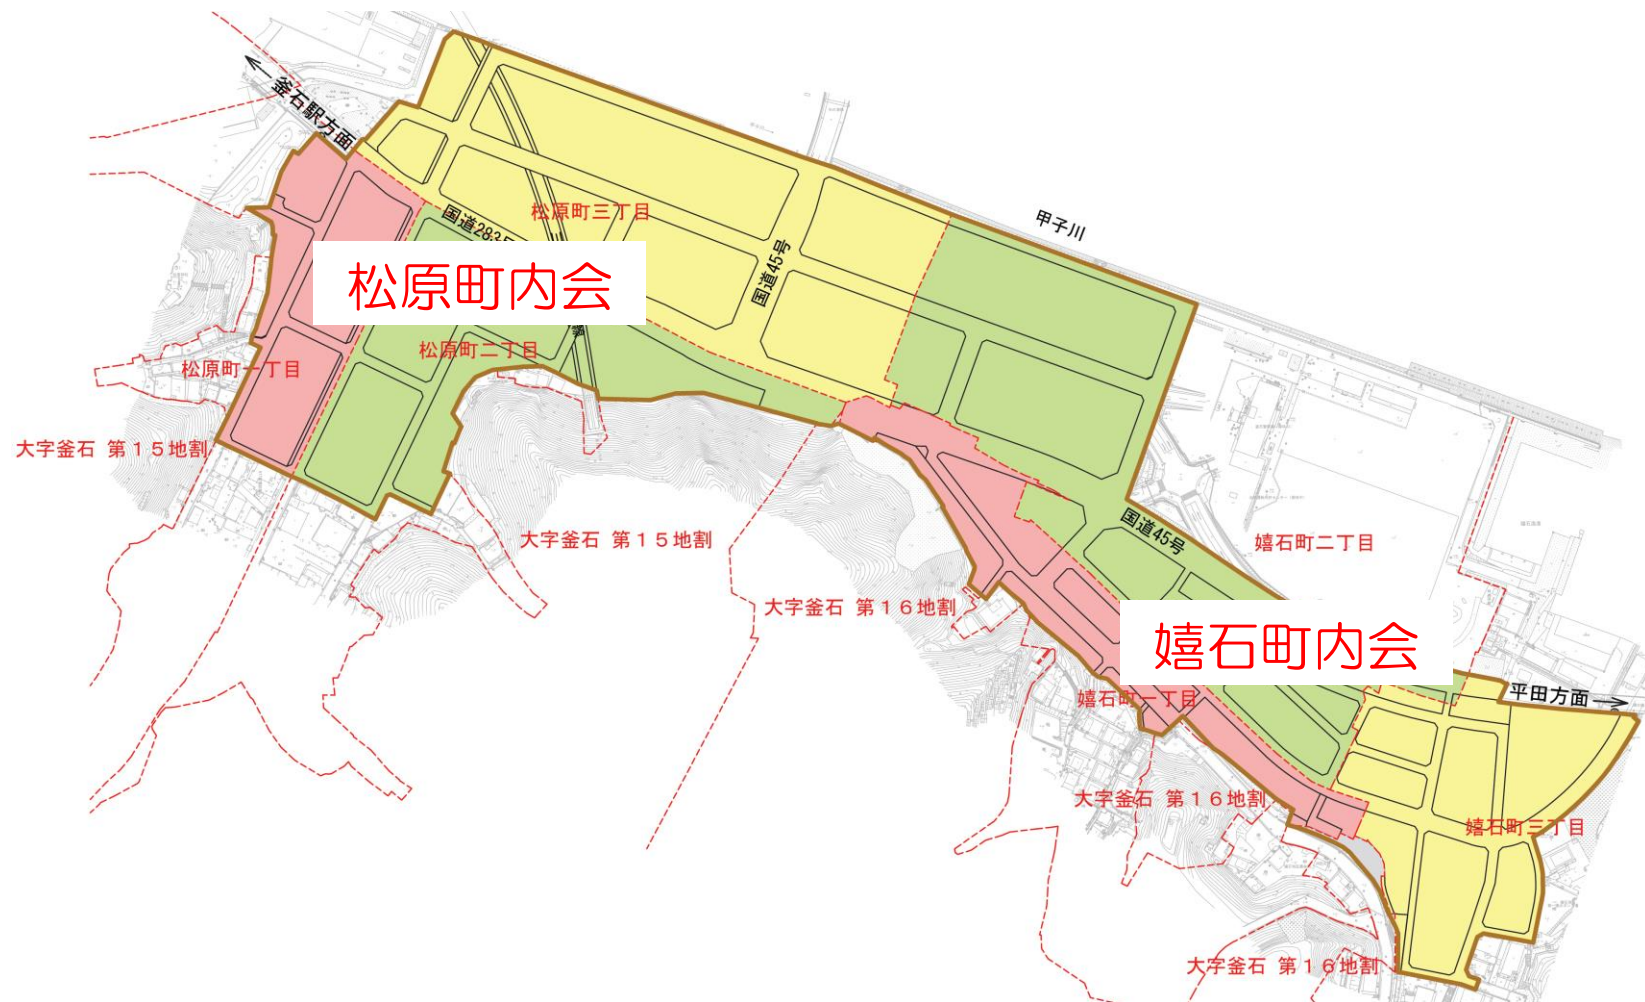 釜石駅方面
松原町三丁目
国道283号
甲子川
国道45号
松原町内会
松原町二丁目
松原町一丁目
大字釜石 第15地割
大字釜石 第15地割
国道45号
嬉石町二丁目
大字釜石 第16地割
嬉石町内会
平田方面
嬉石町一丁目
大字釜石 第16地割
嬉石町三丁目
大字釜石 第16地割